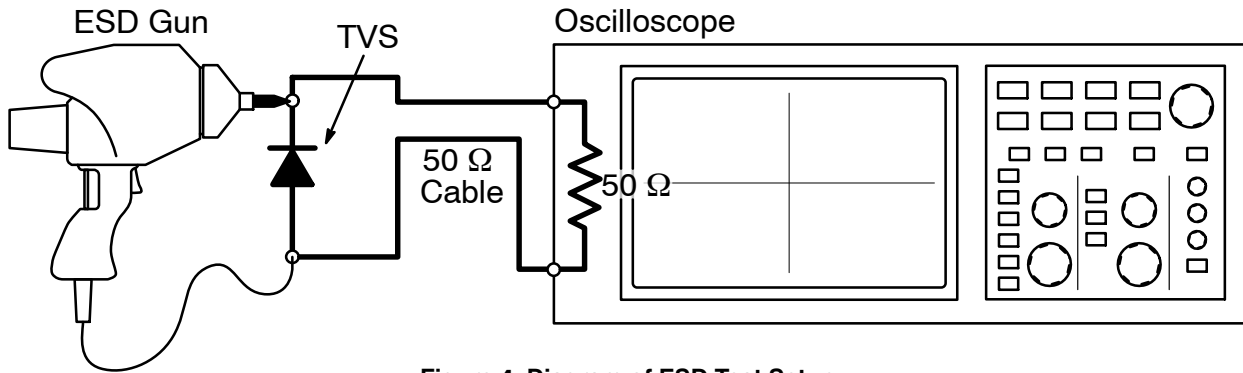 ESD Gun
TVS
Oscilloscope
50 Ω
Cable
50 Ω